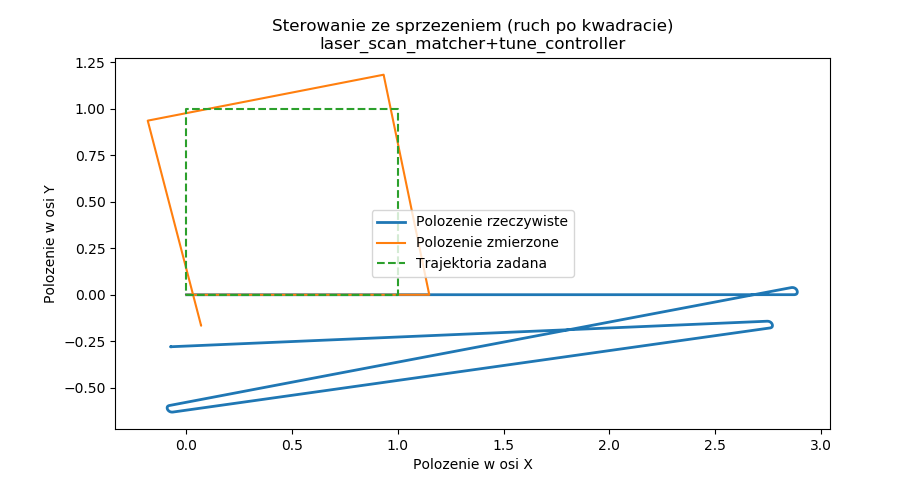 Sterowanie ze sprzezeniem (ruch po kwadracie)
laser_scan_matcher+tune_controller
Polozenie w osi Y
1.25
1.00
0.75
0.50
0.25
0.00
−0.25
−0.50
Polozenie rzeczywiste
Polozenie zmierzone
Trajektoria zadana
0.0 0.5 1.0 1.5 2.0 2.5 3.0
Polozenie w osi X